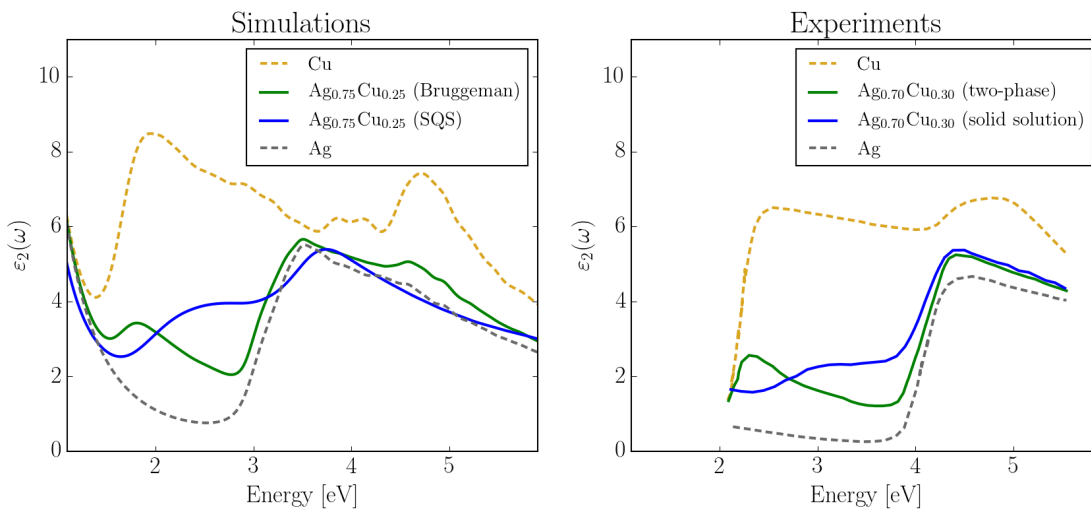 Simulations
Cu
Ag0.75Cu0.25 (Bruggeman)
Ag0.75Cu0.25 (SQS)
Ag
10
8
6
4
2
0
ε2(ω)
2
3
4
5
Energy [eV]
Experiments
Cu
Ag0.70Cu0.30 (two-phase)
Ag0.70Cu0.30 (solid solution)
Ag
10
8
6
4
2
0
ε2(ω)
2
3
4
5
Energy [eV]